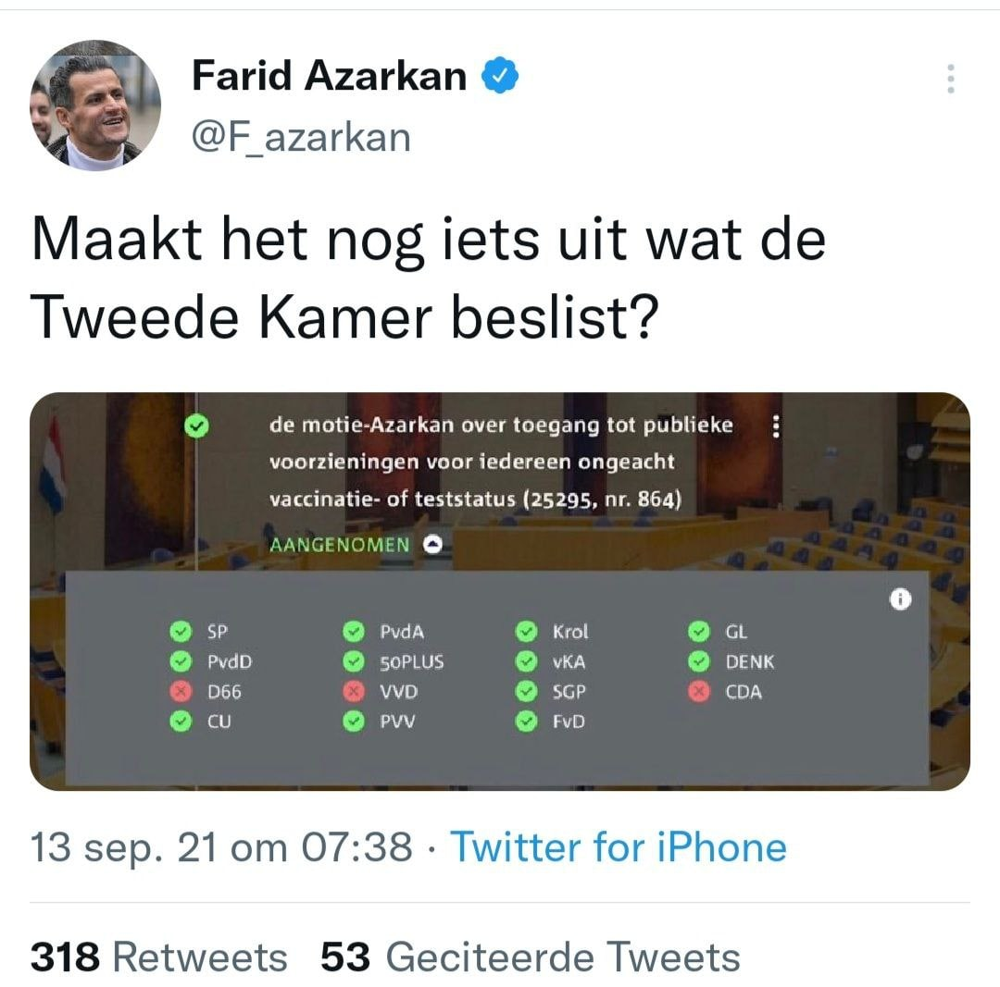 Farid Azarkan
@F_azarkan
Maakt het nog iets uit wat de
Tweede Kamer beslist?
de motie-Azarkan over toegang tot publieke
voorzieningen voor iedereen ongeacht
vaccinatie- of teststatus (25295, nr. 864)
AANGENOMEN
SP PvdA Krol GL
PvdD 50PLUS vKA DENK
D66 VVD SGP CDA
CU PVV FvD
13 sep. 21 om 07:38 · Twitter for iPhone
318 Retweets 53 Geciteerde Tweets